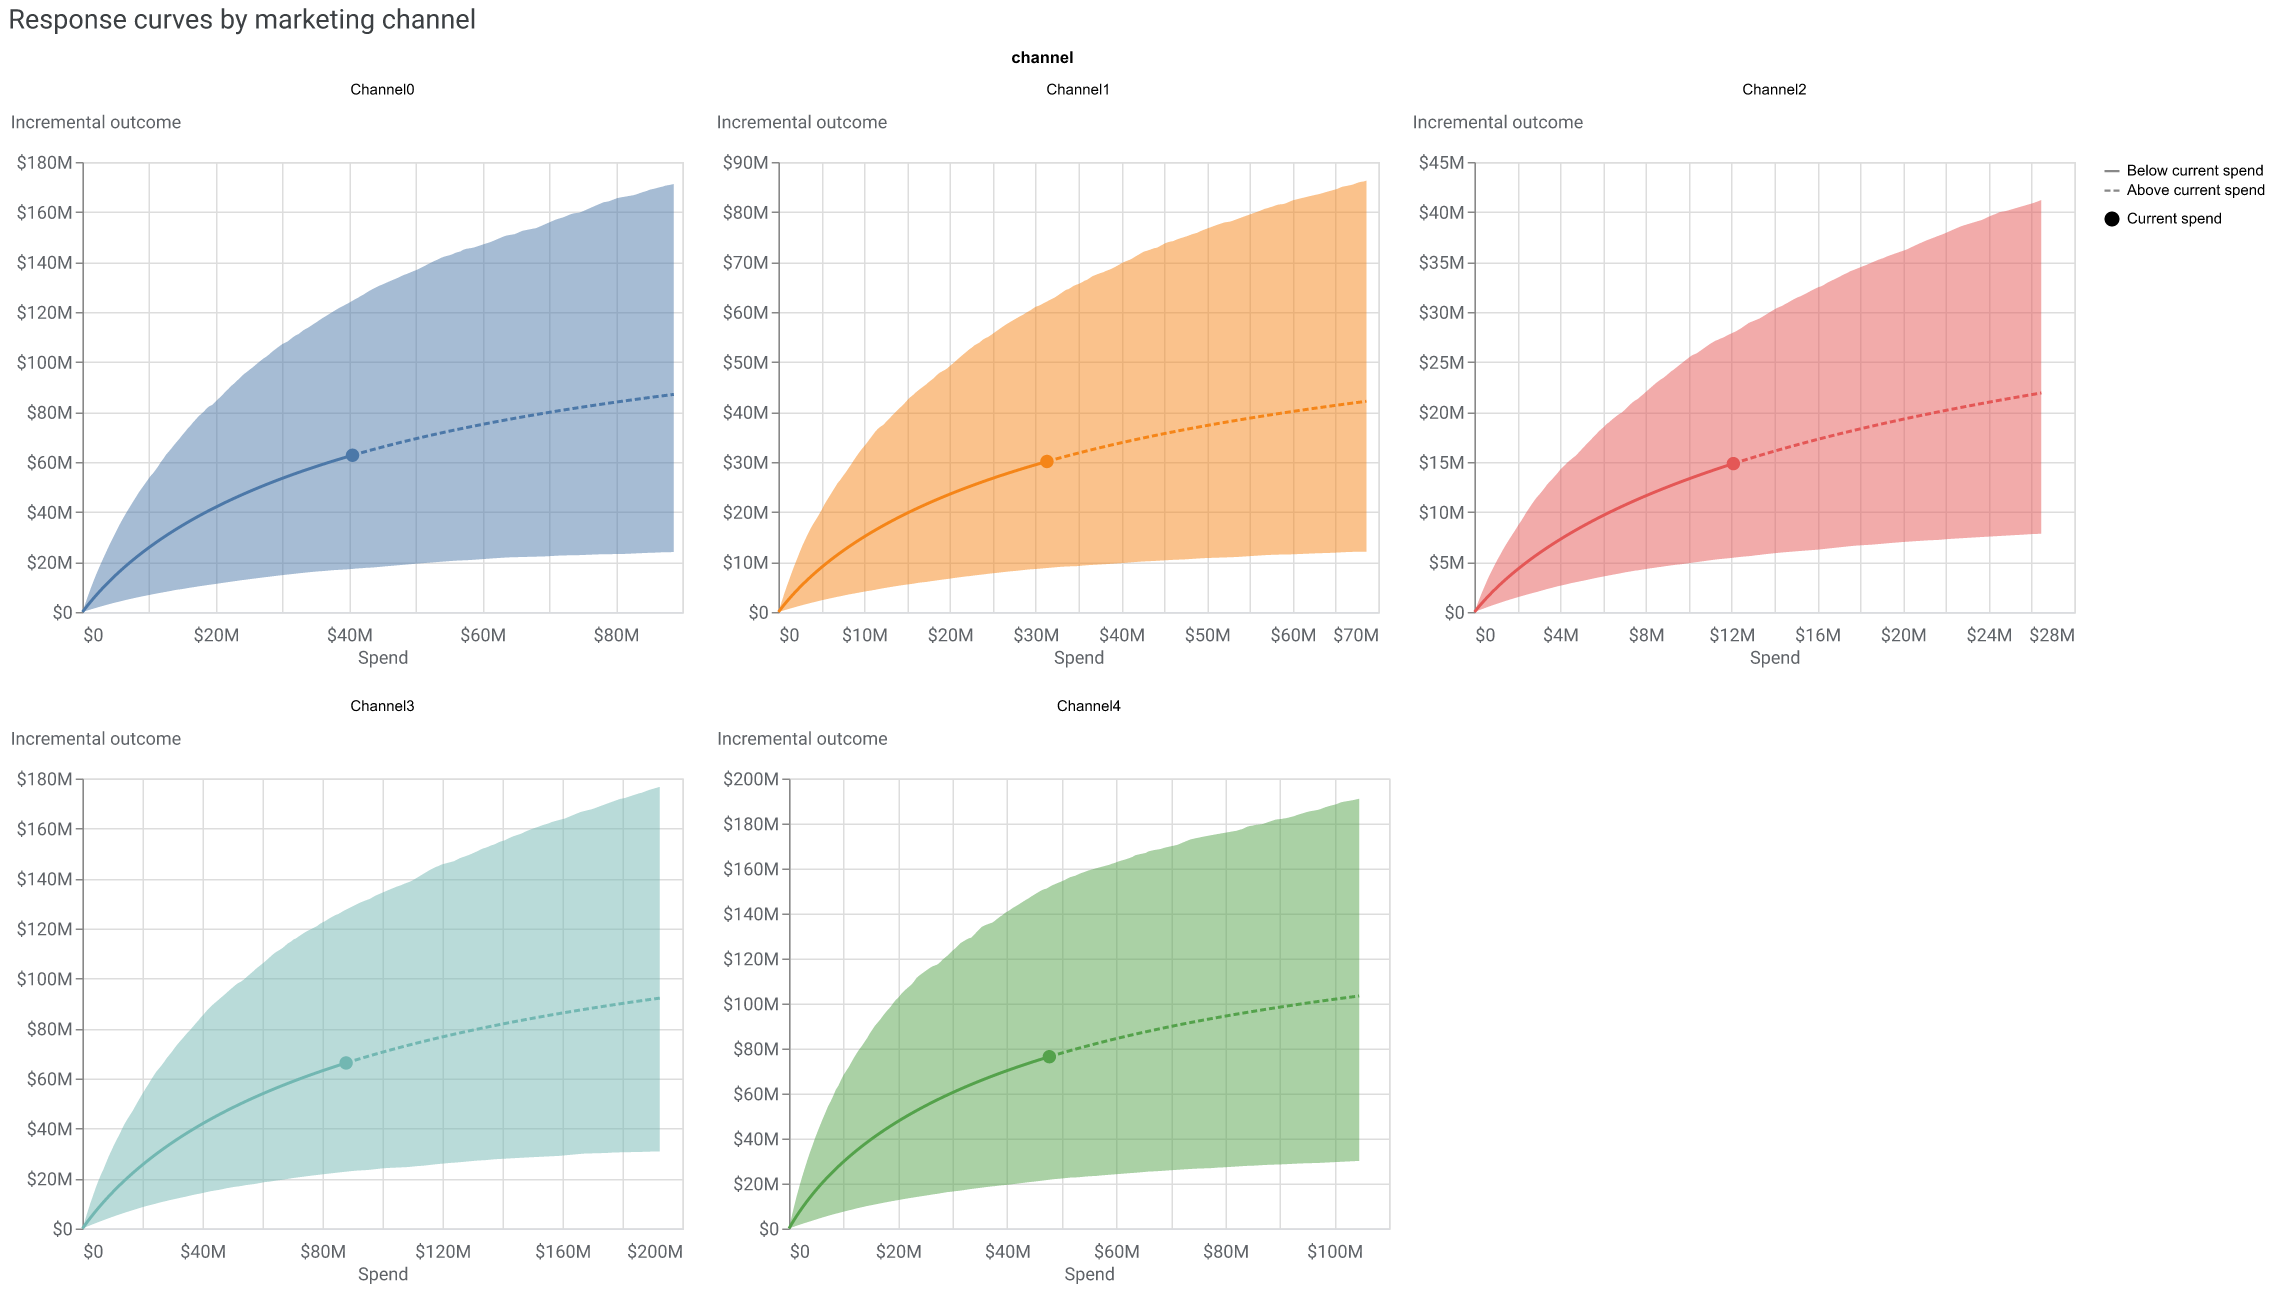 Response curves by marketing channel
channel
Channel0
Incremental outcome
$180M
$160M
$140M
$120M
$100M
$80M
$60M
$40M
$20M
$0
$0 $20M $40M $60M $80M
Spend
Channel1
Incremental outcome
$90M
$80M
$70M
$60M
$50M
$40M
$30M
$20M
$10M
$0
$0 $10M $20M $30M $40M $50M $60M $70M
Spend
Channel2
Incremental outcome
$45M
$40M
$35M
$30M
$25M
$20M
$15M
$10M
$5M
$0
$0 $4M $8M $12M $16M $20M $24M $28M
Spend
Below current spend
Above current spend
Current spend
Channel3
Incremental outcome
$180M
$160M
$140M
$120M
$100M
$80M
$60M
$40M
$20M
$0
$0 $40M $80M $120M $160M $200M
Spend
Channel4
Incremental outcome
$200M
$180M
$160M
$140M
$120M
$100M
$80M
$60M
$40M
$20M
$0
$0 $20M $40M $60M $80M $100M
Spend